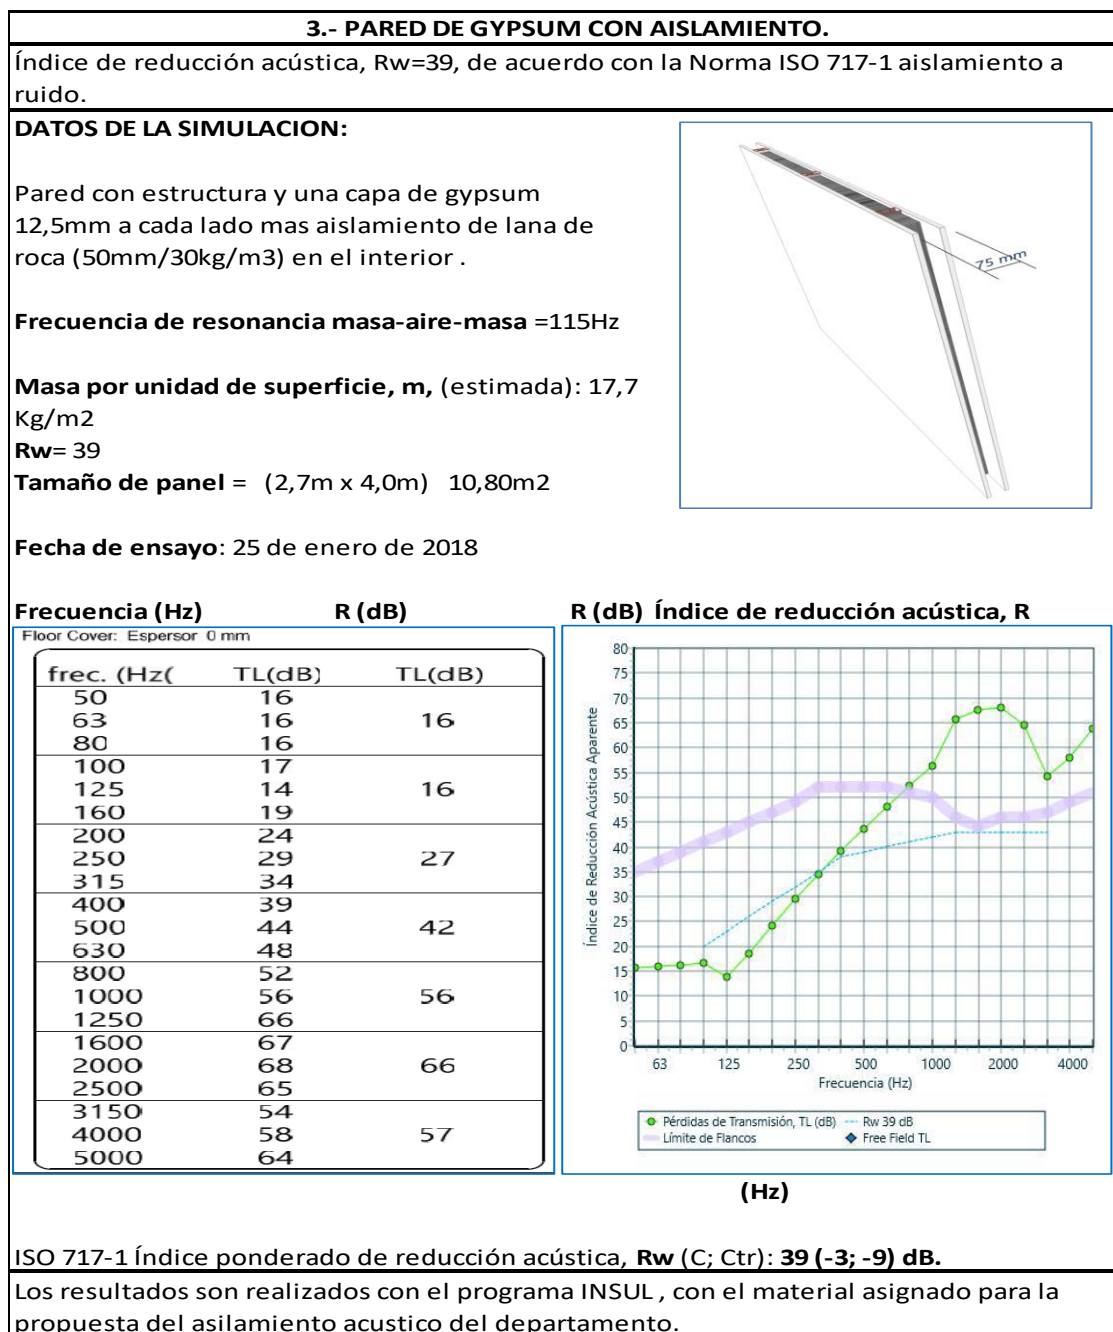 3.- PARED DE GYPSUM CON AISLAMIENTO.
Índice de reducción acústica, Rw=39, de acuerdo con la Norma ISO 717-1 aislamiento a
ruido.
DATOS DE LA SIMULACION:
Pared con estructura y una capa de gypsum
12,5mm a cada lado mas aislamiento de lana de
roca (50mm/30kg/m3) en el interior .
Frecuencia de resonancia masa-aire-masa =115Hz
Masa por unidad de superficie, m, (estimada): 17,7
Kg/m2
Rw= 39
Tamaño de panel = (2,7m x 4,0m) 10,80m2
Fecha de ensayo: 25 de enero de 2018
75 mm
Frecuencia (Hz) R (dB) R (dB) Índice de reducción acústica, R
Floor Cover: Espersor 0 mm
frec. (Hz( TL(dB) TL(dB)
50 16
63 16 16
80 16
100 17
125 14 16
160 19
200 24
250 29 27
315 34
400 39
500 44 42
630 48
800 52
1000 56 56
1250 66
1600 67
2000 68 66
2500 65
3150 54
4000 58 57
5000 64
Índice de Reducción Acústica Aparente
80
75
70
65
60
55
50
45
40
35
30
25
20
15
10
5
0
63 125 250 500 1000 2000 4000
Frecuencia (Hz)
Pérdidas de Transmisión, TL (dB) Rw 39 dB
Límite de Flancos Free Field TL
(Hz)
ISO 717-1 Índice ponderado de reducción acústica, Rw (C; Ctr): 39 (-3; -9) dB.
Los resultados son realizados con el programa INSUL , con el material asignado para la
propuesta del asilamiento acustico del departamento.